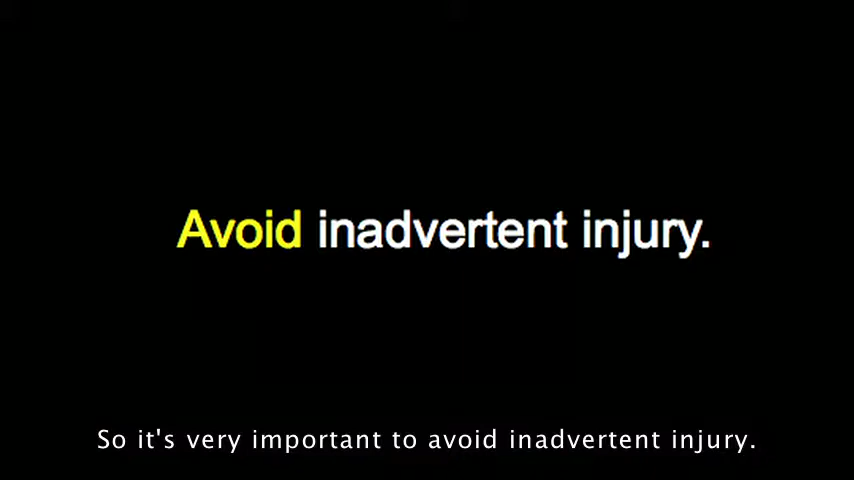 Avoid inadvertent injury.
So it's very important to avoid inadvertent injury.